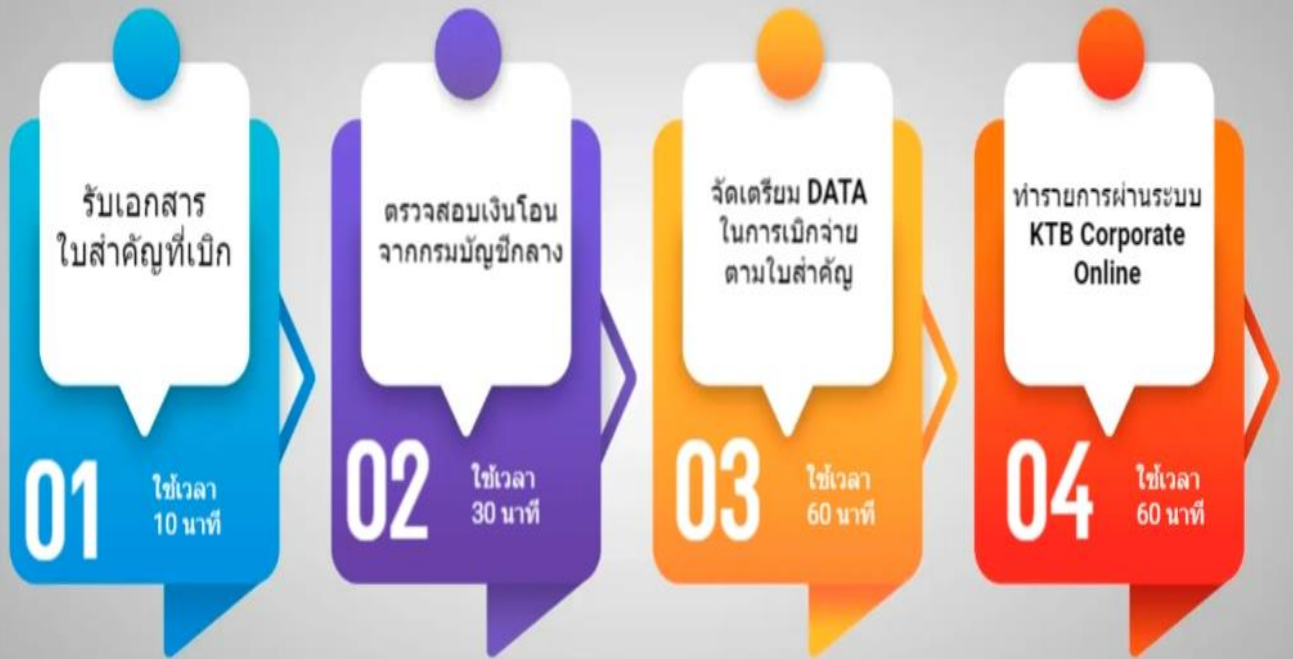 รับเอกสาร
ใบสำคัญที่เบิก
01
ใช้เวลา
10 นาที
ตรวจสอบเงินโอน
จากกรมบัญชีกลาง
02
ใช้เวลา
30 นาที
จัดเตรียม DATA
ในการเบิกจ่าย
ตามใบสำคัญ
03
ใช้เวลา
60 นาที
ทำรายการผ่านระบบ
KTB Corporate
Online
04
ใช้เวลา
60 นาที